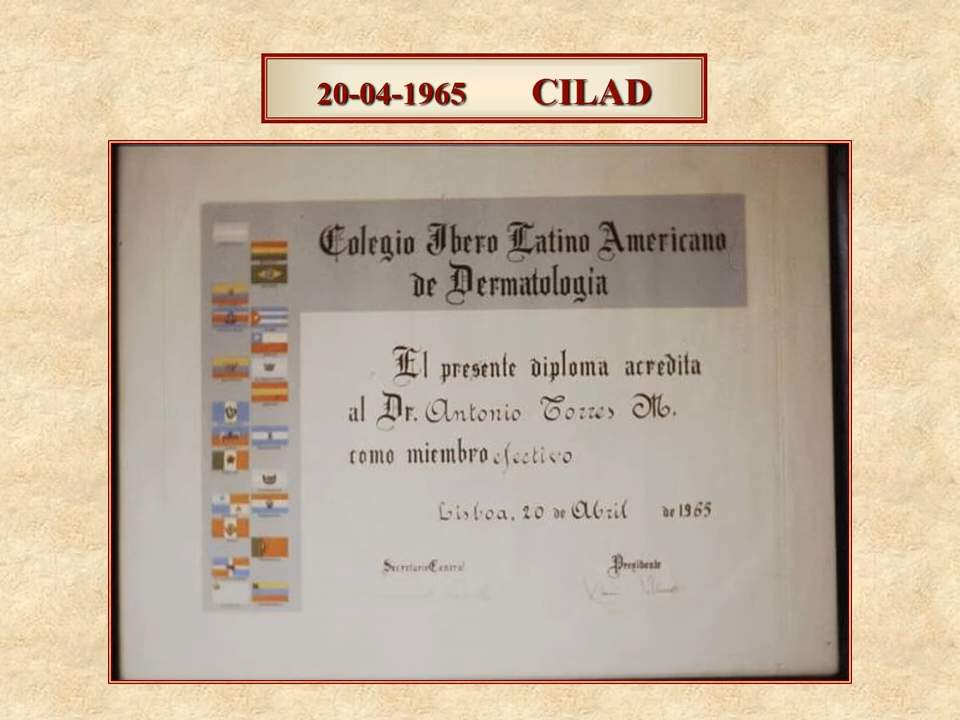 20-04-1965 CILAD
Colegio Ibero Latino Americano
de Dermatologia
El presente diploma acredita
al Dr. Antonio Torres M.
como miembro efectivo
Lisboa, 20 de Abril de 1965
Secretario General Presidente